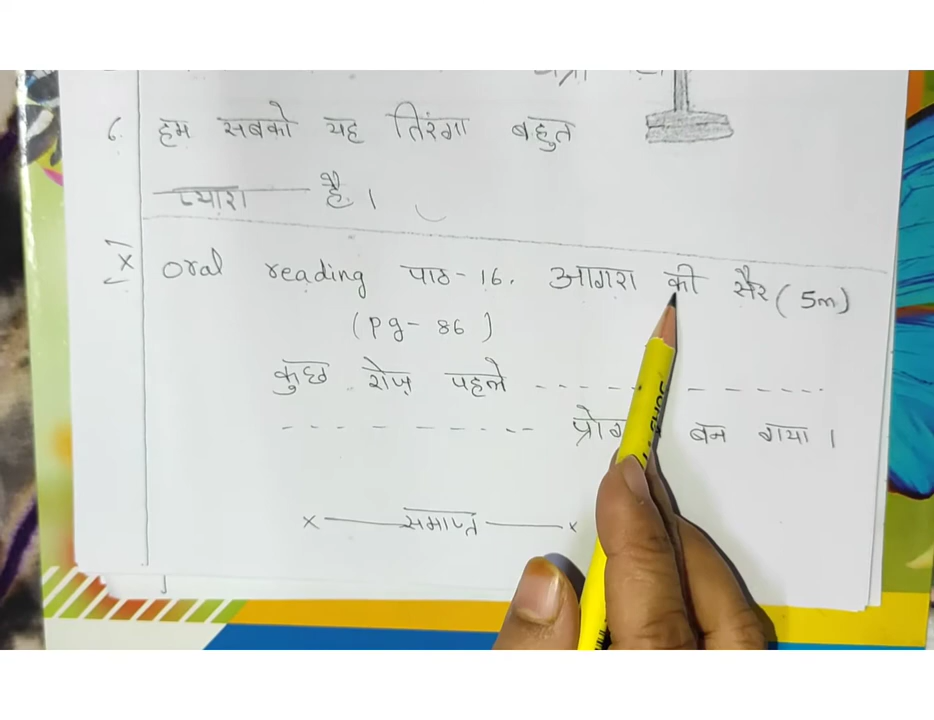 6. हम सबको यह तिरंगा बहुत
प्यारा है।
[x] Oral reading पाठ-16. आगरा की सैर (5m)
(pg-86)
कुछ रोज़ पहले - - - - - - - - - - - - -
- - - - - - - - - - - बन गया।
x——समाप्त——x